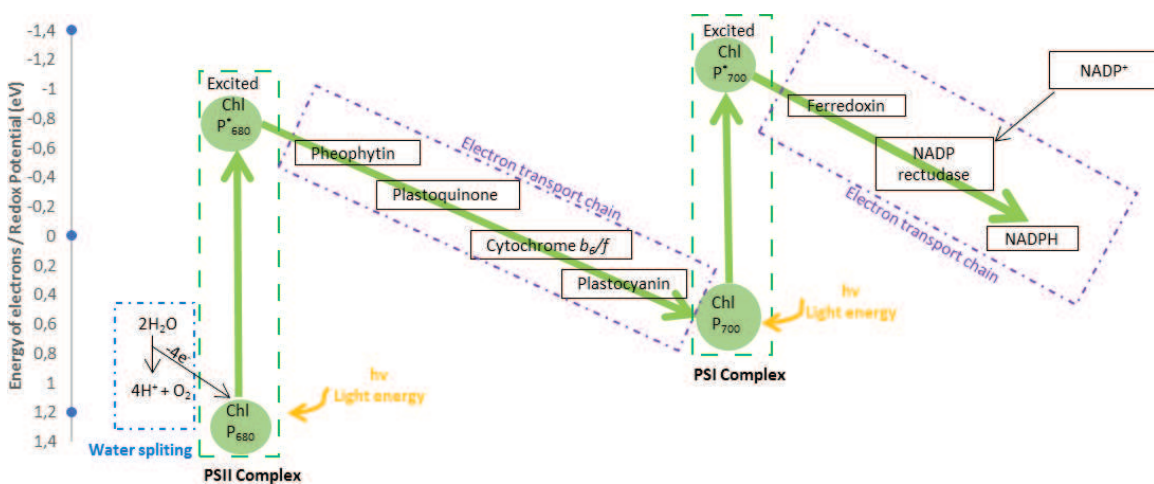 Energy of electrons / Redox Potential (eV)
-1,4
-1,2
-1
-0,8
-0,6
-0,4
-0,2
0
0,2
0,4
0,6
0,8
1
1,2
1,4
2H₂O
-4e⁻
4H⁺ + O₂
Water spliting
Excited
Chl
P*₆₈₀
Chl
P₆₈₀
PSII Complex
hv
Light energy
Pheophytin
Plastoquinone
Cytochrome b₆/f
Plastocyanin
Electron transport chain
Excited
Chl
P*₇₀₀
Chl
P₇₀₀
PSI Complex
hv
Light energy
Ferredoxin
NADP
rectudase
NADP⁺
NADPH
Electron transport chain